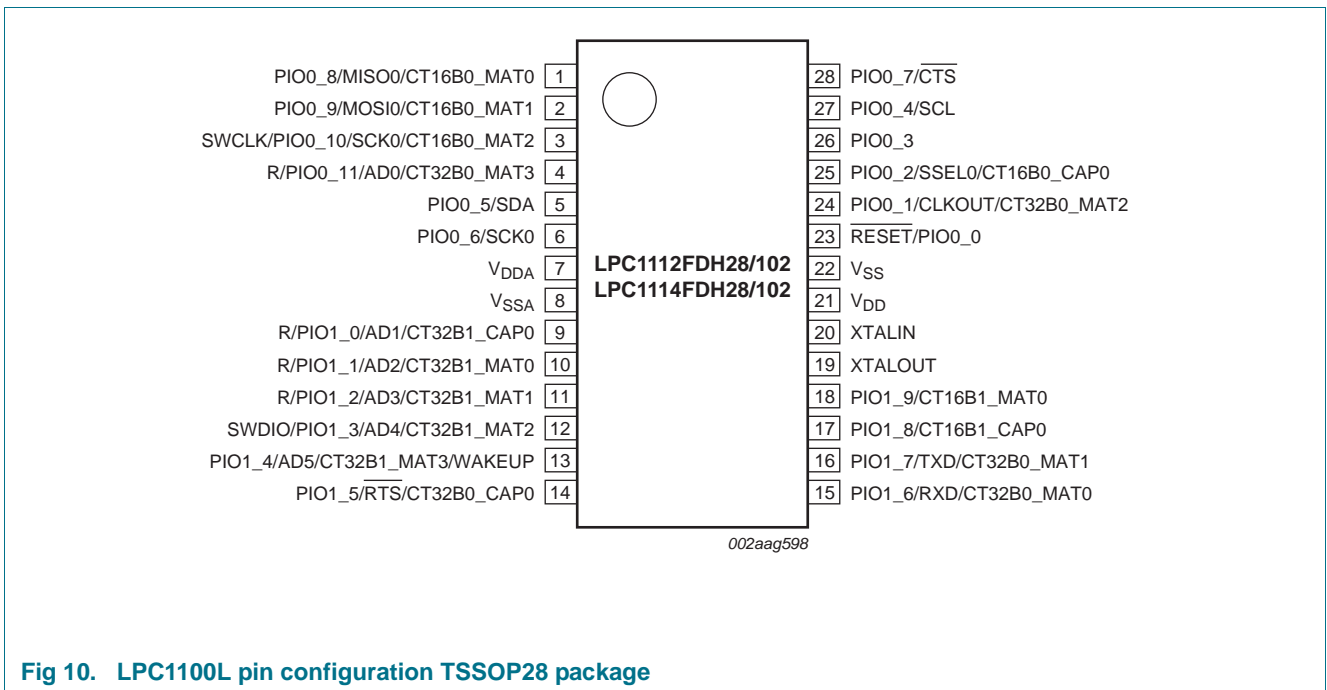 PIO0_8/MISO0/CT16B0_MAT0 1
PIO0_9/MOSI0/CT16B0_MAT1 2
SWCLK/PIO0_10/SCK0/CT16B0_MAT2 3
R/PIO0_11/AD0/CT32B0_MAT3 4
PIO0_5/SDA 5
PIO0_6/SCK0 6
VDDA 7
VSSA 8
R/PIO1_0/AD1/CT32B1_CAP0 9
R/PIO1_1/AD2/CT32B1_MAT0 10
R/PIO1_2/AD3/CT32B1_MAT1 11
SWDIO/PIO1_3/AD4/CT32B1_MAT2 12
PIO1_4/AD5/CT32B1_MAT3/WAKEUP 13
PIO1_5/RTS/CT32B0_CAP0 14
LPC1112FDH28/102
LPC1114FDH28/102
28 PIO0_7/CTS
27 PIO0_4/SCL
26 PIO0_3
25 PIO0_2/SSEL0/CT16B0_CAP0
24 PIO0_1/CLKOUT/CT32B0_MAT2
23 RESET/PIO0_0
22 VSS
21 VDD
20 XTALIN
19 XTALOUT
18 PIO1_9/CT16B1_MAT0
17 PIO1_8/CT16B1_CAP0
16 PIO1_7/TXD/CT32B0_MAT1
15 PIO1_6/RXD/CT32B0_MAT0
002aag598
Fig 10. LPC1100L pin configuration TSSOP28 package